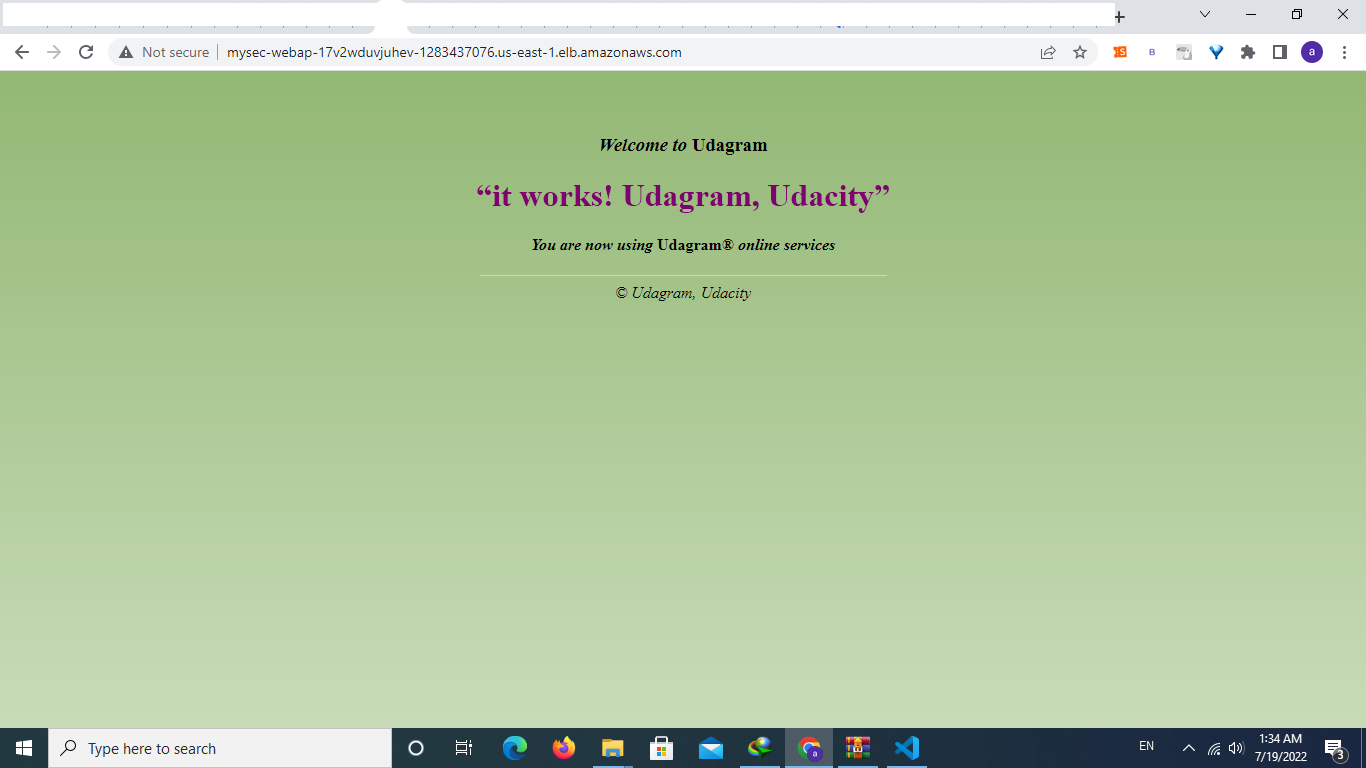 Not secure
mysec-webap-17v2wduvjuhev-1283437076.us-east-1.elb.amazonaws.com
S
B
a
Welcome to Udagram
“it works! Udagram, Udacity”
You are now using Udagram® online services
© Udagram, Udacity
Type here to search
a
EN
1:34 AM
7/19/2022
3